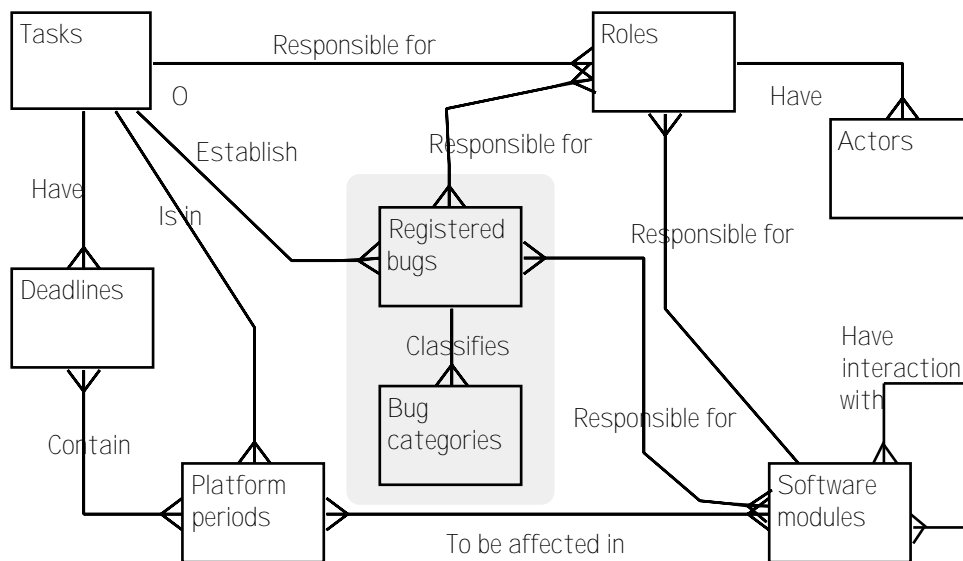 Tasks
Responsible for
Roles
O
Have
Establish
Responsible for
Actors
Have
Is in
Registered
bugs
Responsible for
Deadlines
Classifies
Have
interaction
with
Bug
categories
Responsible for
Contain
Platform
periods
Software
modules
To be affected in